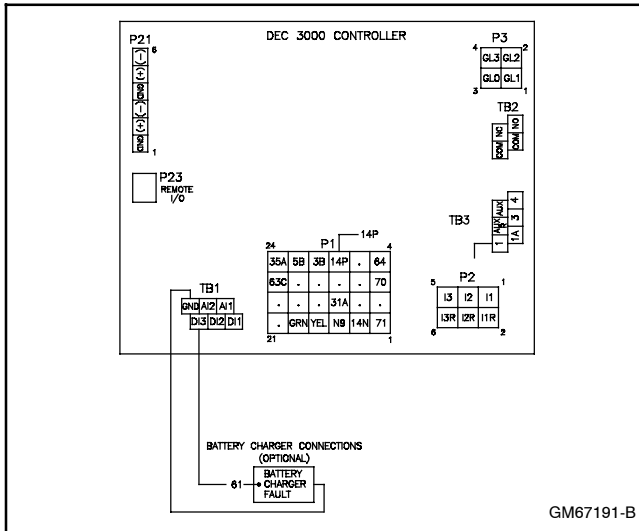 DEC 3000 CONTROLLER
P21
6
GND (+) (-) GND (+) (-)
1
P23
REMOTE
I/O
P3
4 2
GL3 GL2
GL0 GL1
3 1
TB2
NC NO
COM COM
TB3
AUX AUX 4
1 R 3
1A
14P
P1
24 4
35A 5B 3B 14P . 64
63C . . . . 70
. . . 31A . .
. GRN YEL N9 14N 71
21 1
P2
5 1
I3 I2 I1
I3R I2R I1R
6 2
TB1
GND AI2 AI1
DI3 DI2 DI1
BATTERY CHARGER CONNECTIONS
(OPTIONAL)
61
BATTERY
CHARGER
FAULT
GM67191-B